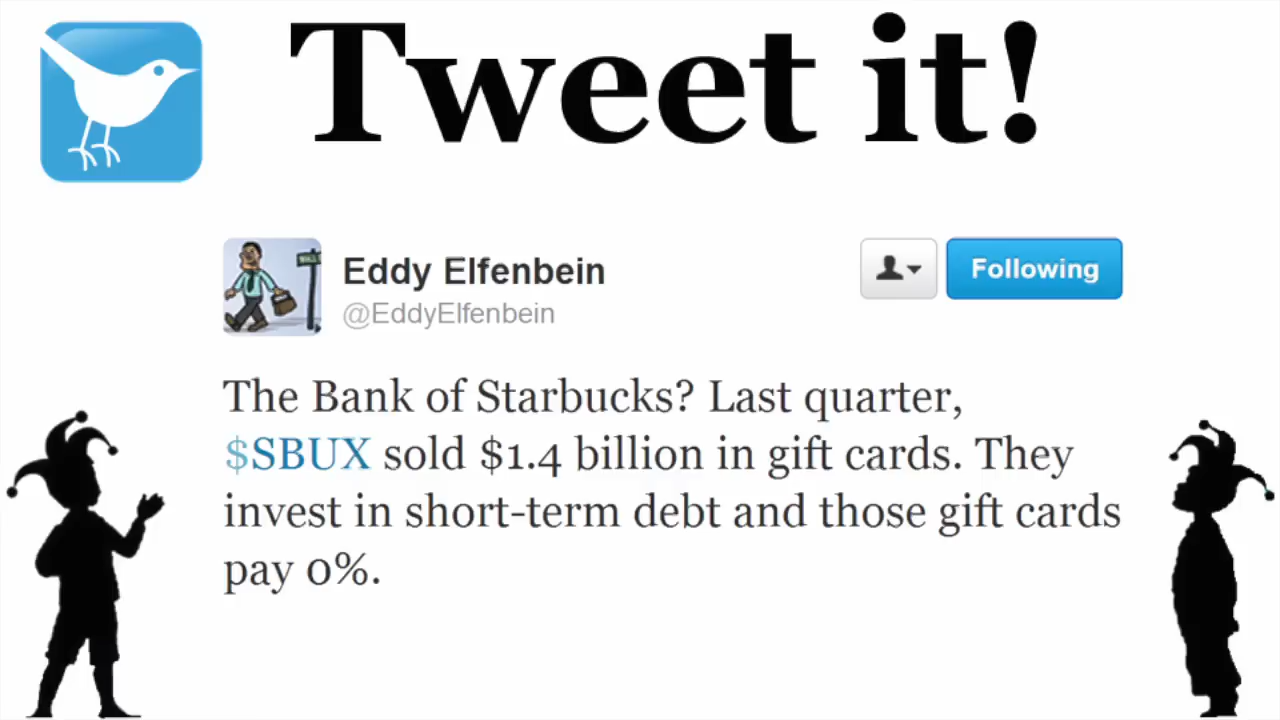 Tweet it!
Eddy Elfenbein
Following
@EddyElfenbein
The Bank of Starbucks? Last quarter,
$SBUX sold $1.4 billion in gift cards. They
invest in short-term debt and those gift cards
pay 0%.